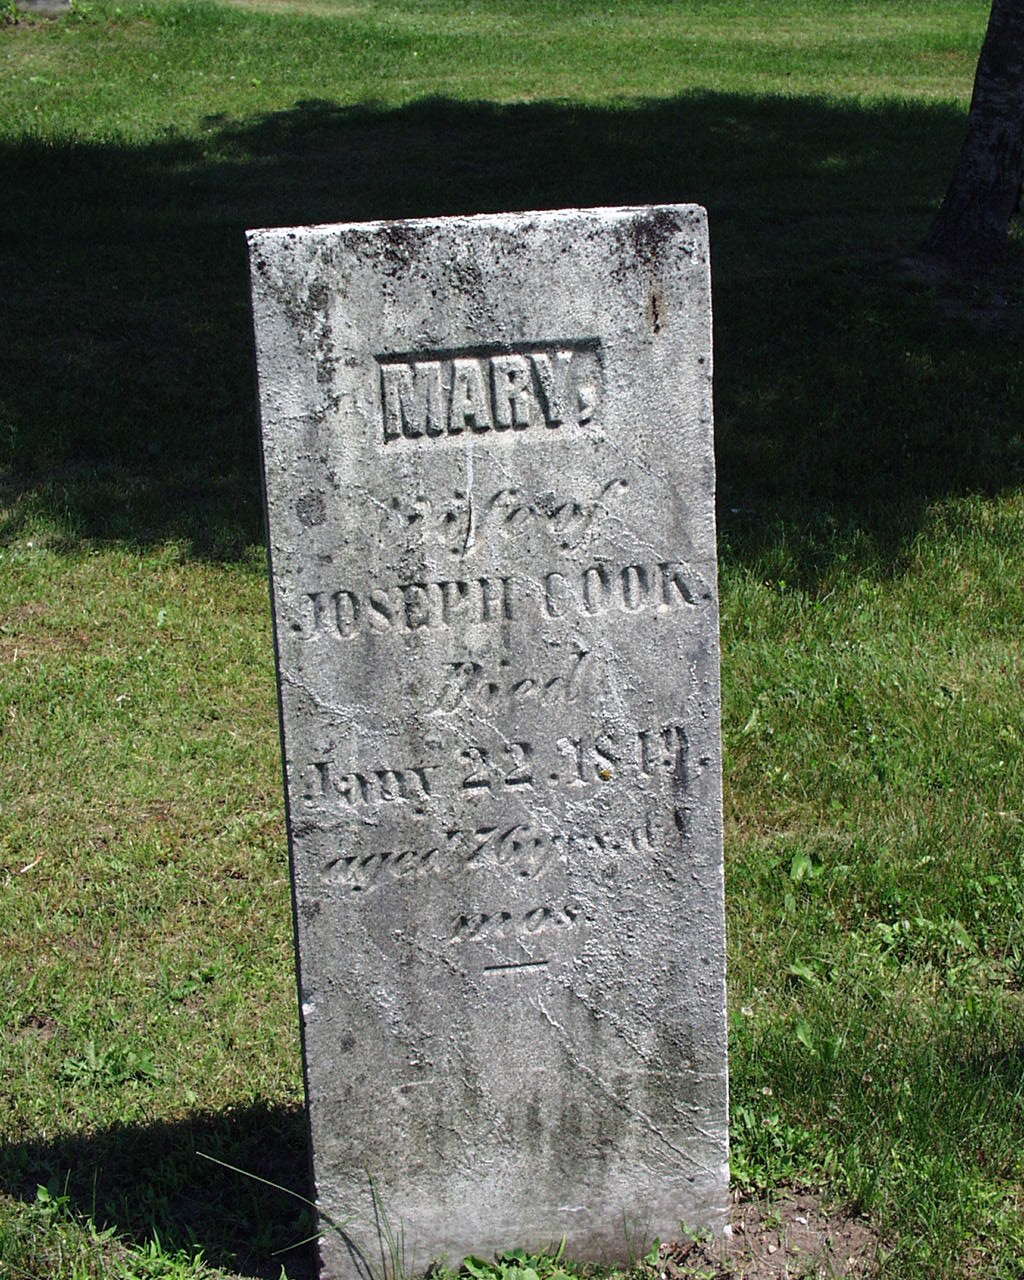 MARY.
wife of
JOSEPH COOK.
Died
Jany 22. 1849.
aged 76 yrs. &
mos.